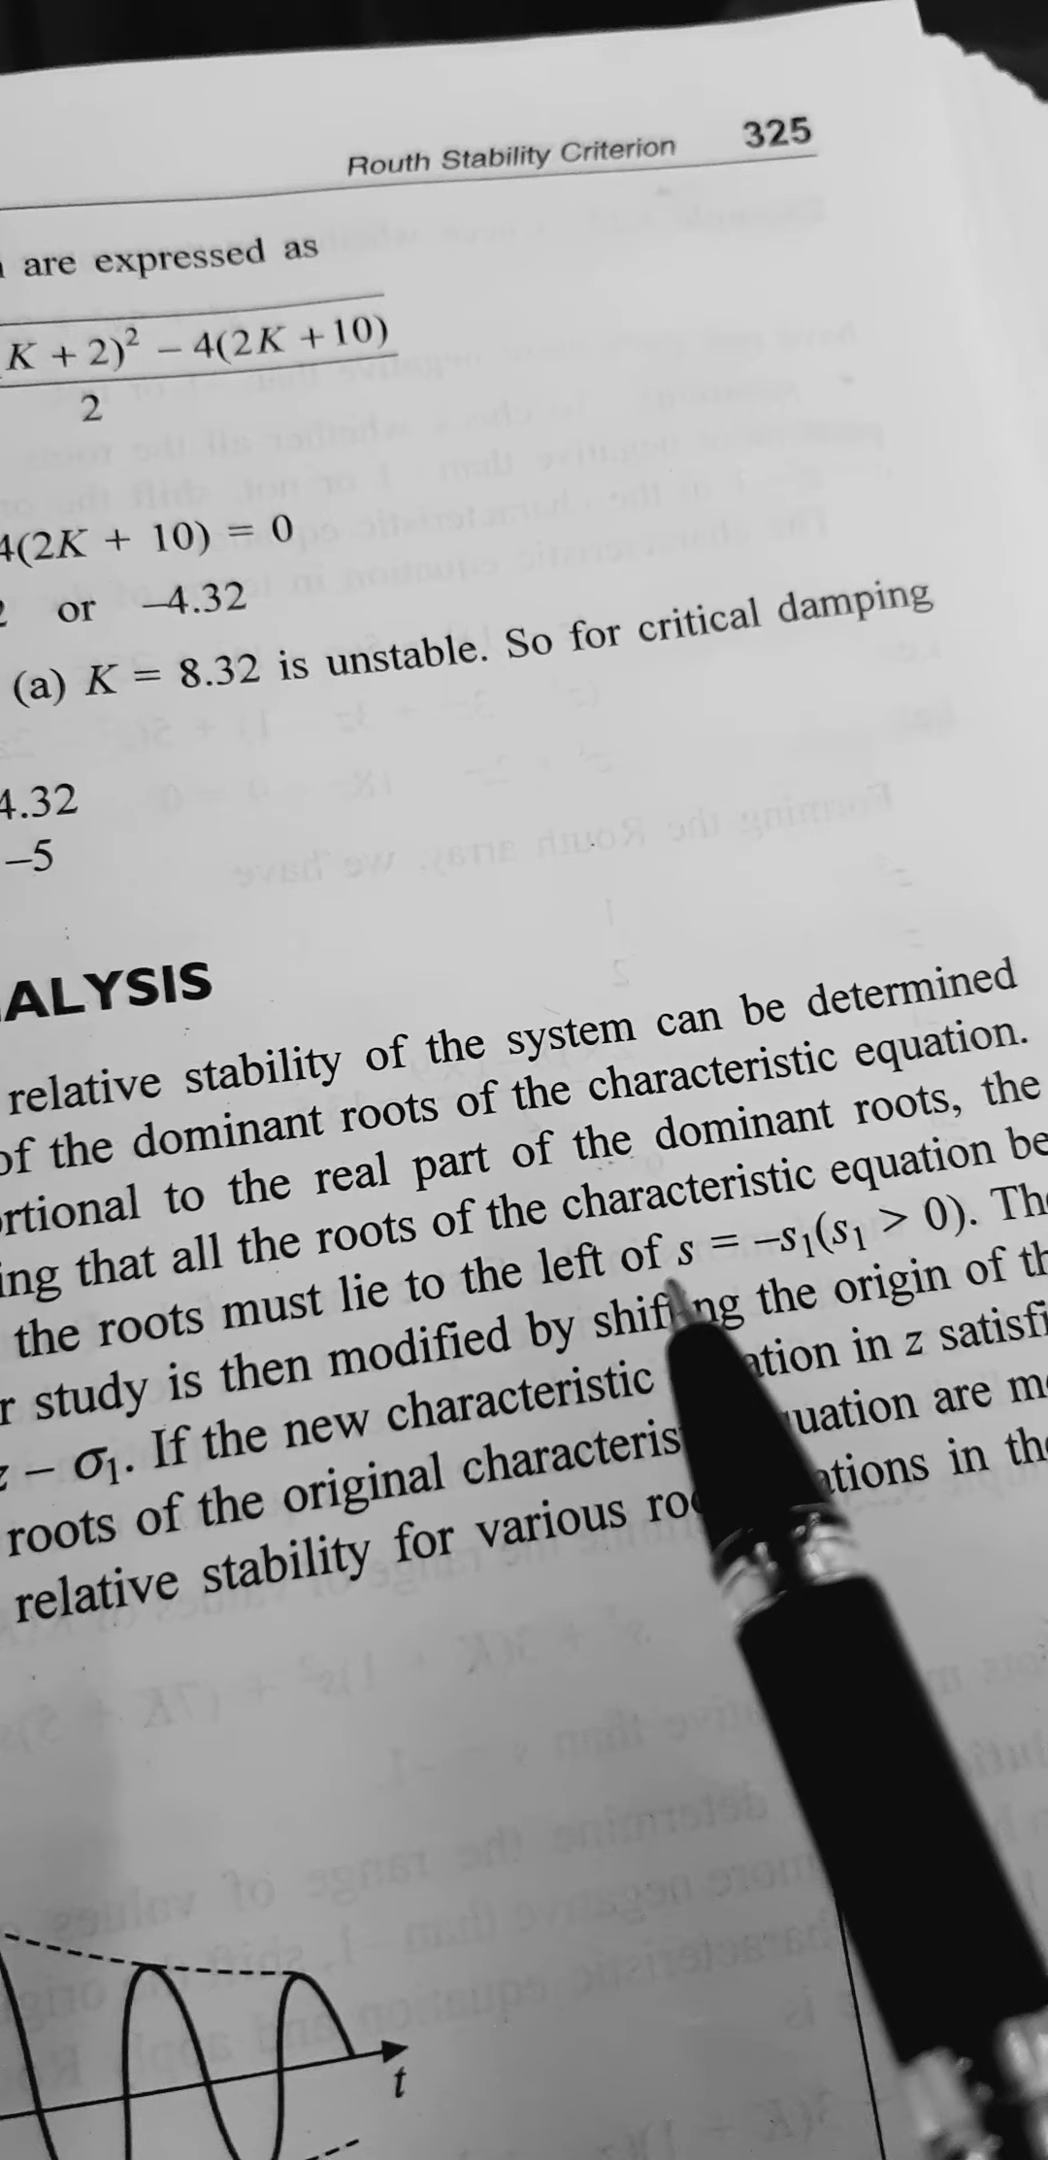 Routh Stability Criterion 325
are expressed as
K + 2)² – 4(2K + 10)
2
4(2K + 10) = 0
or –4.32
(a) K = 8.32 is unstable. So for critical damping
4.32
–5
ALYSIS
relative stability of the system can be determined
of the dominant roots of the characteristic equation.
rtional to the real part of the dominant roots, the
ing that all the roots of the characteristic equation be
the roots must lie to the left of s = –s₁(s₁ > 0). The
r study is then modified by shif ng the origin of th
z – σ₁. If the new characteristic ation in z satisfi
roots of the original characteris uation are mo
relative stability for various roo ations in the
t